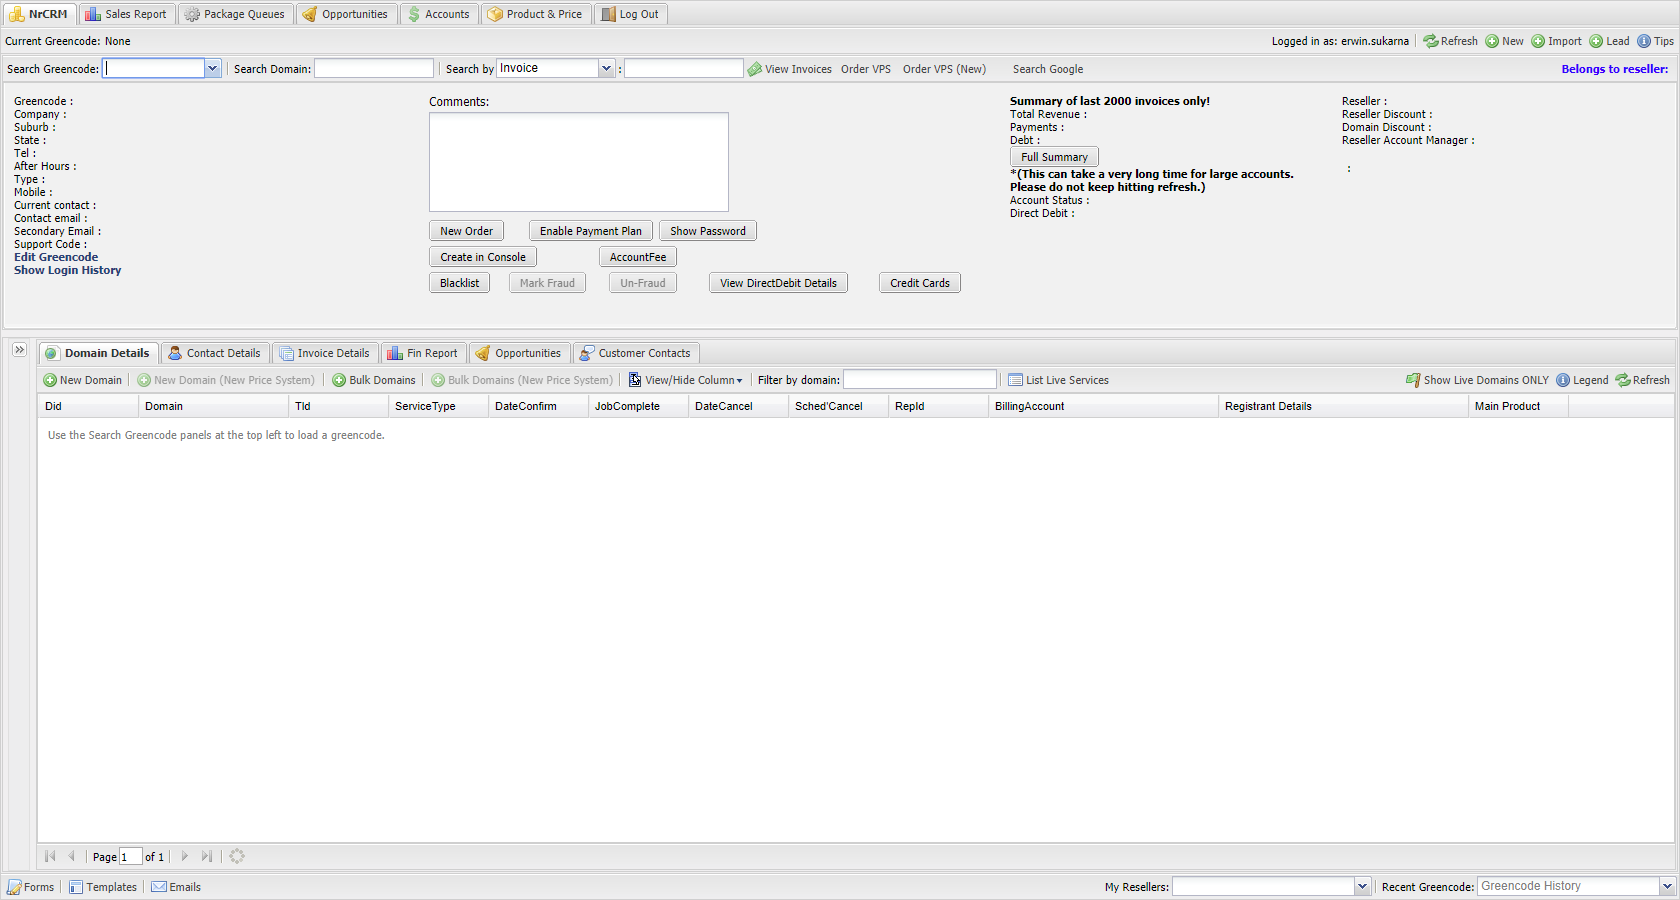 NrCRM Sales Report Package Queues Opportunities Accounts Product & Price Log Out
Current Greencode: None Logged in as: erwin.sukarna Refresh New Import Lead Tips
Search Greencode: Search Domain: Search by Invoice : View Invoices Order VPS Order VPS (New) Search Google Belongs to reseller:
Greencode :
Company :
Suburb :
State :
Tel :
After Hours :
Type :
Mobile :
Current contact :
Contact email :
Secondary Email :
Support Code :
Edit Greencode
Show Login History
Comments:
New Order Enable Payment Plan Show Password
Create in Console AccountFee
Blacklist Mark Fraud Un-Fraud View DirectDebit Details Credit Cards
Summary of last 2000 invoices only!
Total Revenue :
Payments :
Debt :
Full Summary
*(This can take a very long time for large accounts.
Please do not keep hitting refresh.)
Account Status :
Direct Debit :
Reseller :
Reseller Discount :
Domain Discount :
Reseller Account Manager :
:
Domain Details Contact Details Invoice Details Fin Report Opportunities Customer Contacts
New Domain New Domain (New Price System) Bulk Domains Bulk Domains (New Price System) View/Hide Column Filter by domain: List Live Services Show Live Domains ONLY Legend Refresh
Did Domain Tld ServiceType DateConfirm JobComplete DateCancel Sched'Cancel RepId BillingAccount Registrant Details Main Product
Use the Search Greencode panels at the top left to load a greencode.
Page 1 of 1
Forms Templates Emails My Resellers: Recent Greencode: Greencode History